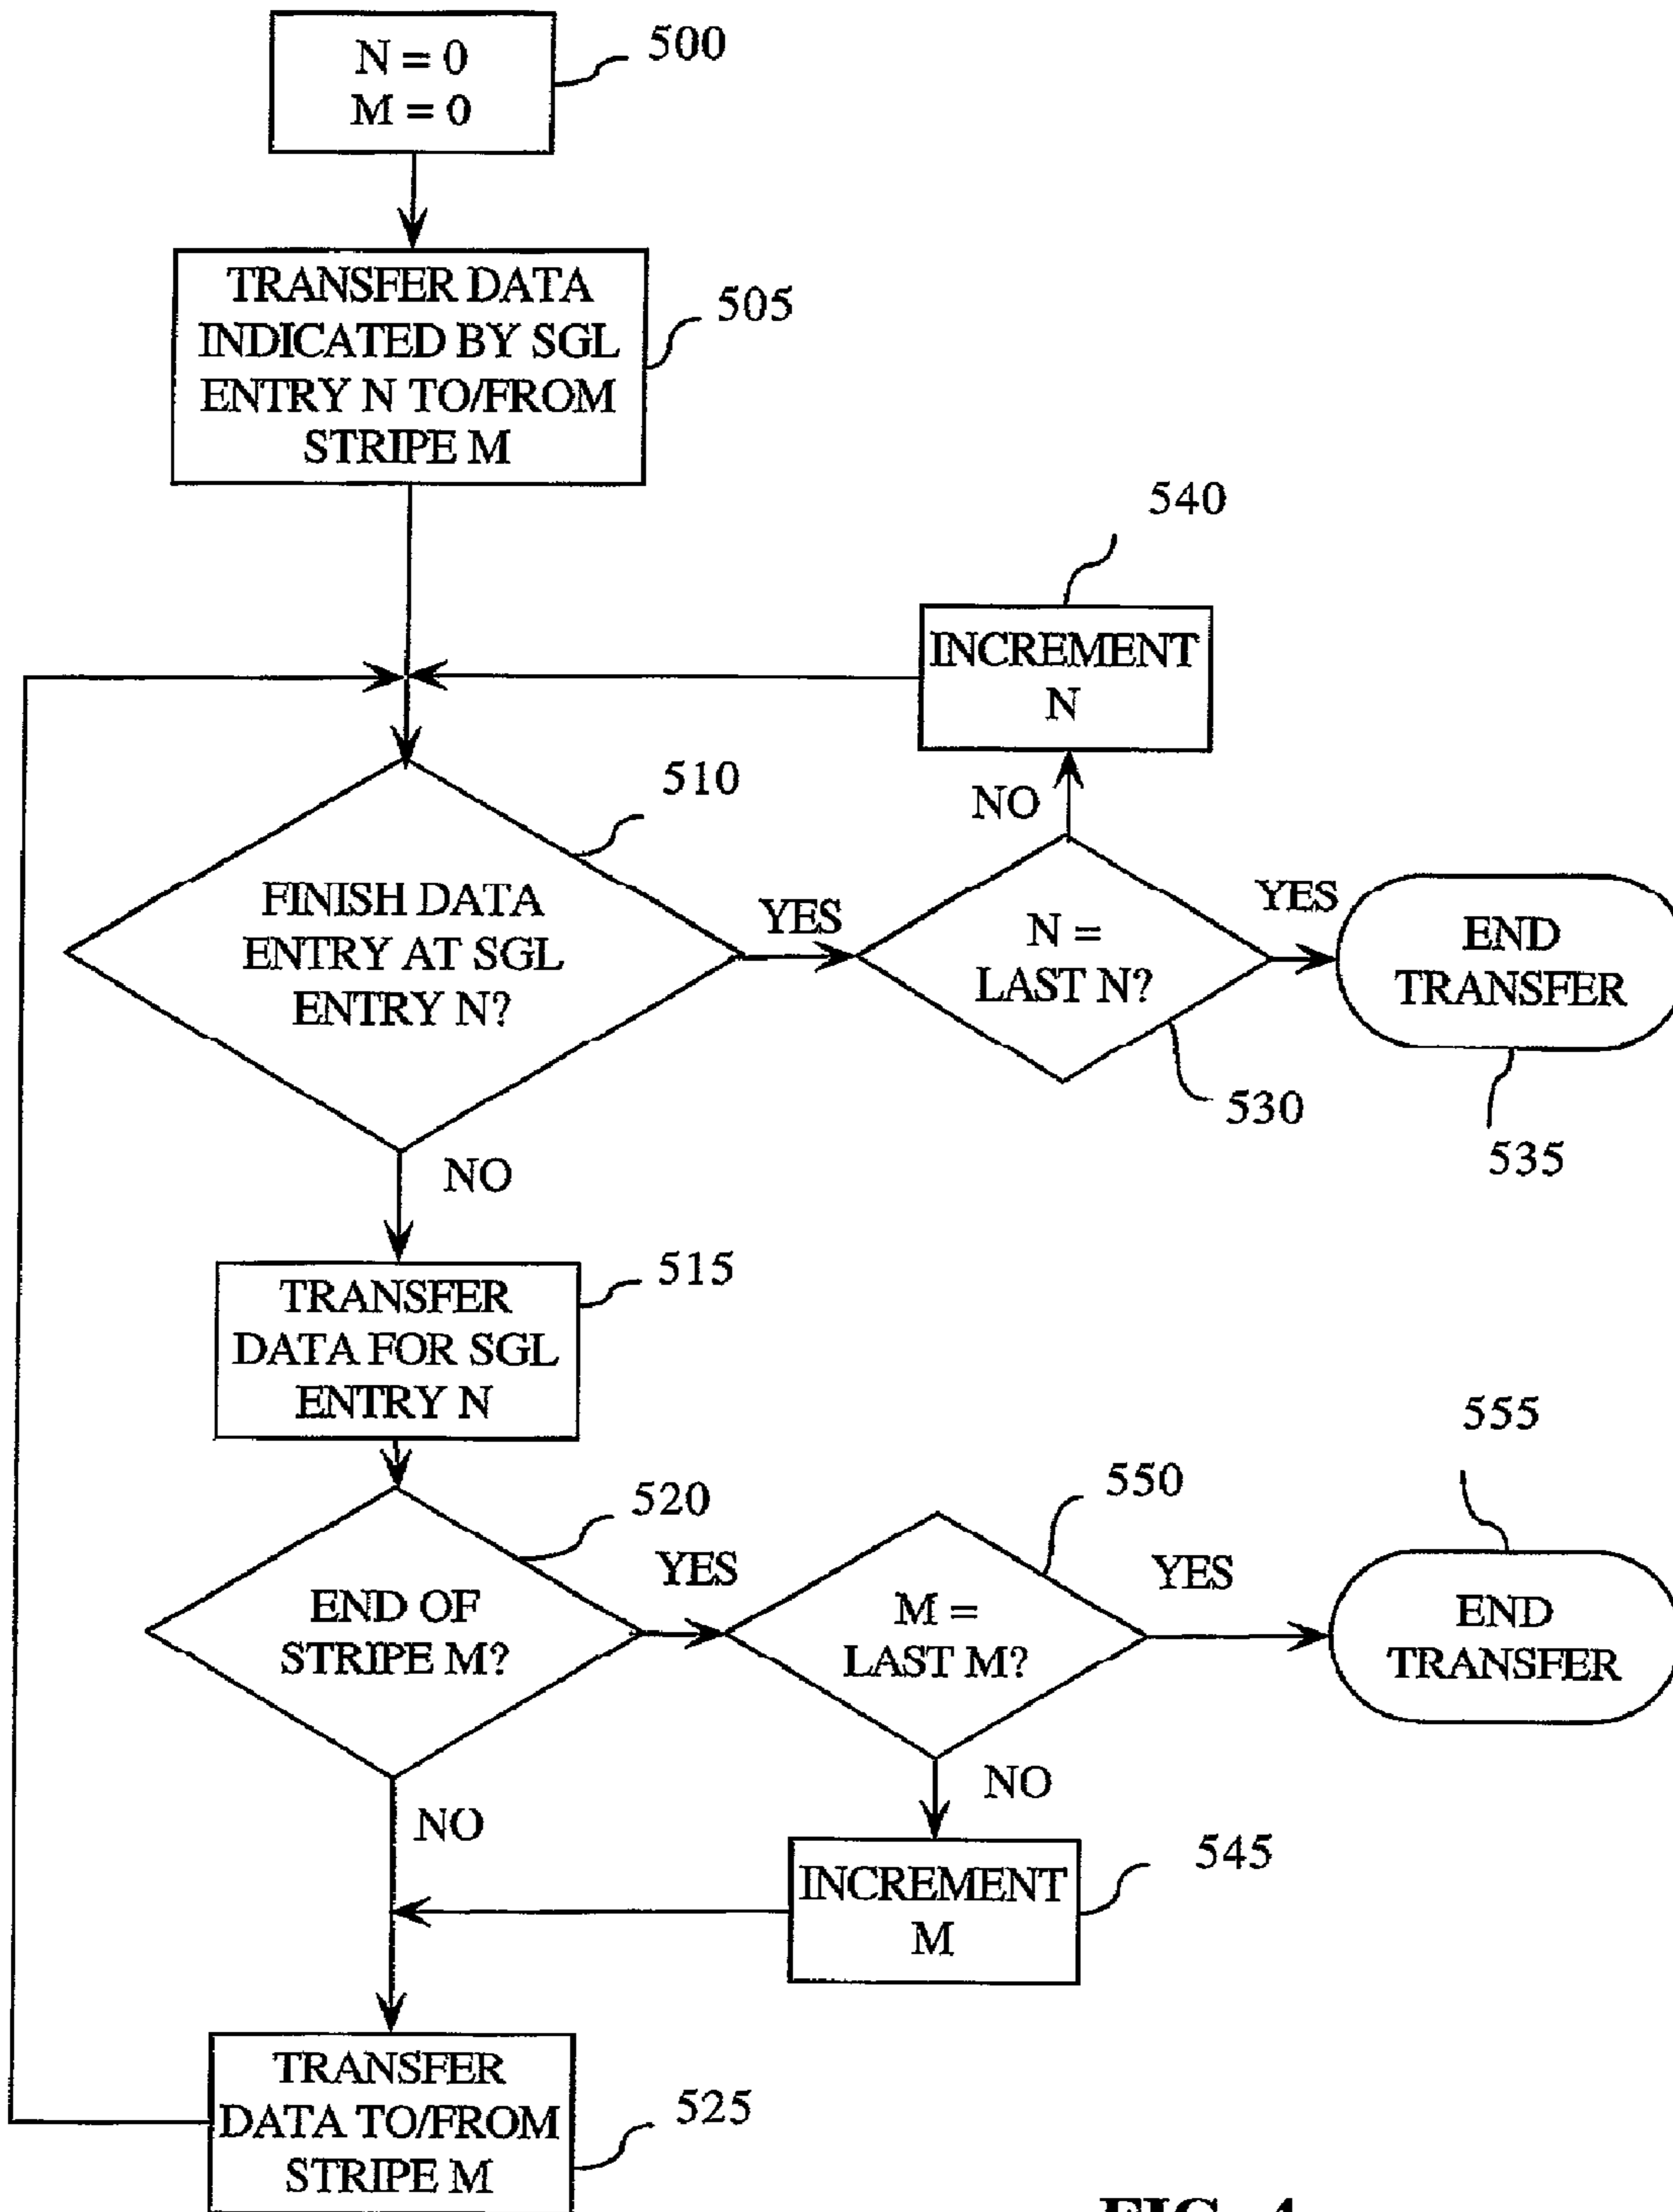 N = 0
M = 0
500
TRANSFER DATA
INDICATED BY SGL
ENTRY N TO/FROM
STRIPE M
505
540
INCREMENT
N
510
NO
FINISH DATA
ENTRY AT SGL
ENTRY N?
YES
N =
LAST N?
YES
END
TRANSFER
530
535
NO
TRANSFER
DATA FOR SGL
ENTRY N
515
555
520
550
END OF
STRIPE M?
YES
M =
LAST M?
YES
END
TRANSFER
NO
NO
INCREMENT
M
545
TRANSFER
DATA TO/FROM
STRIPE M
525
FIG. 4